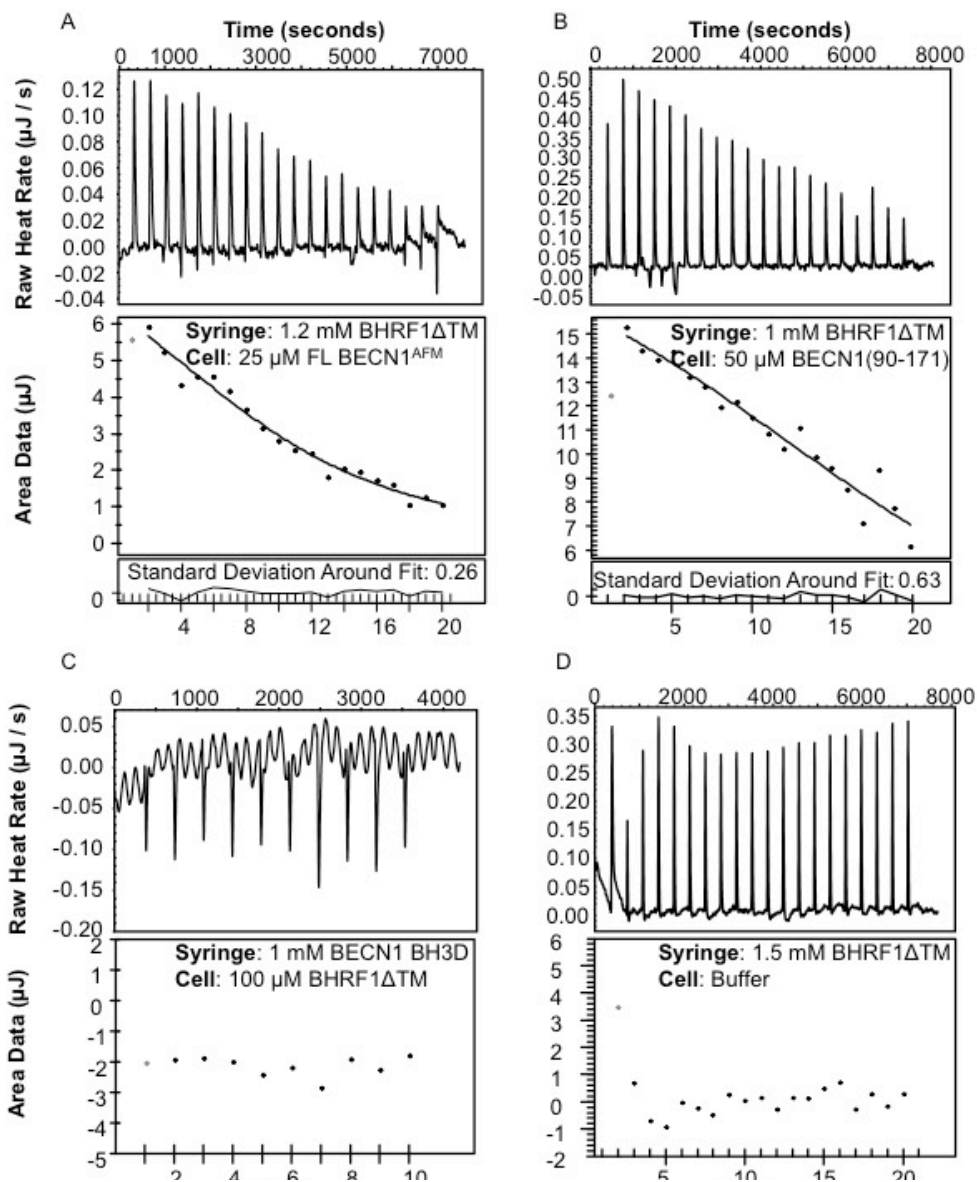 A
Time (seconds)
0 1000 3000 5000 7000
Raw Heat Rate (µJ / s)
0.12
0.10
0.08
0.06
0.04
0.02
0.00
-0.02
-0.04
Syringe: 1.2 mM BHRF1ΔTM
Cell: 25 µM FL BECN1^AFM
Area Data (µJ)
6
5
4
3
2
1
0
Standard Deviation Around Fit: 0.26
0
4 8 12 16 20
B
Time (seconds)
0 2000 4000 6000 8000
0.50
0.45
0.40
0.35
0.30
0.25
0.20
0.15
0.05
0.00
-0.05
Syringe: 1 mM BHRF1ΔTM
Cell: 50 µM BECN1(90-171)
15
14
13
12
11
10
9
8
7
6
Standard Deviation Around Fit: 0.63
0
5 10 15 20
C
0 1000 2000 3000 4000
Raw Heat Rate (µJ / s)
0.05
0.00
-0.05
-0.10
-0.15
-0.20
Syringe: 1 mM BECN1 BH3D
Cell: 100 µM BHRF1ΔTM
Area Data (µJ)
2
1
0
-1
-2
-3
-4
-5
2 4 6 8 10
D
0 2000 4000 6000 8000
0.35
0.30
0.25
0.20
0.15
0.10
0.05
0.00
Syringe: 1.5 mM BHRF1ΔTM
Cell: Buffer
6
5
4
3
2
1
0
-1
-2
5 10 15 20